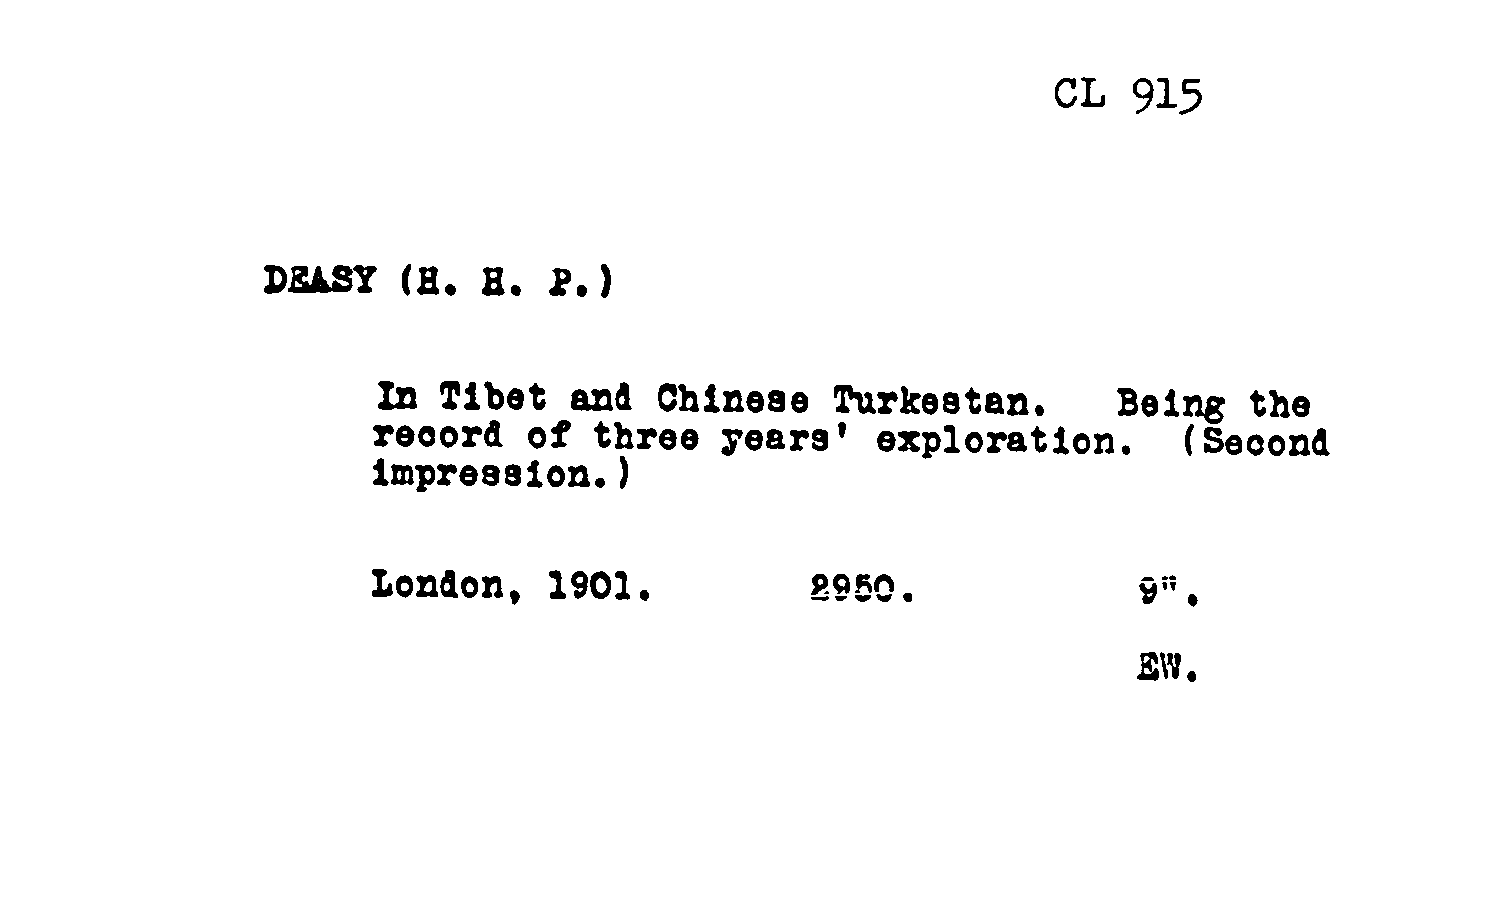 CL 915
DEASY (H. H. P.)
In Tibet and Chinese Turkestan. Being the
record of three years' exploration. (Second
impression.)
London, 1901. 2950. 9".
EW.